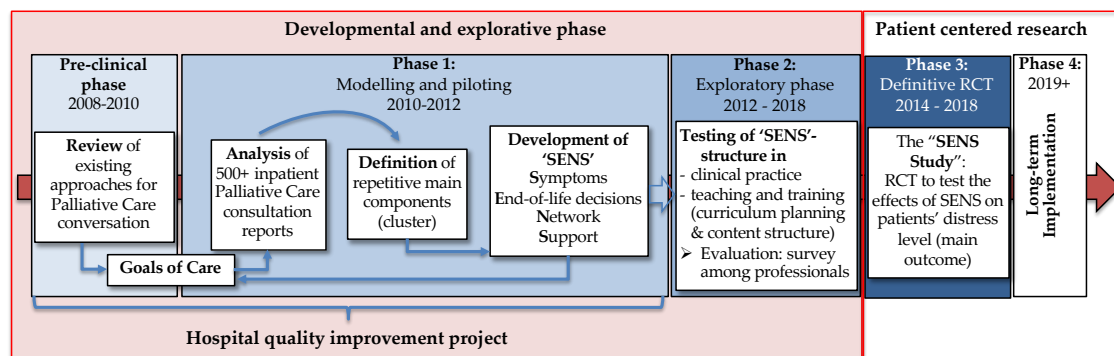 Developmental and explorative phase
Patient centered research
Pre-clinical
phase
2008-2010
Review of
existing
approaches for
Palliative Care
conversation
Goals of Care
Phase 1:
Modelling and piloting
2010-2012
Analysis of
500+ inpatient
Palliative Care
consultation
reports
Definition of
repetitive main
components
(cluster)
Development of
‘SENS’
Symptoms
End-of-life decisions
Network
Support
Phase 2:
Exploratory phase
2012 - 2018
Testing of ‘SENS’-
structure in
- clinical practice
- teaching and training
(curriculum planning
& content structure)
➢ Evaluation: survey
among professionals
Phase 3:
Definitive RCT
2014 - 2018
The “SENS
Study”:
RCT to test the
effects of SENS on
patients’ distress
level (main
outcome)
Phase 4:
2019+
Long-term
Implementation
Hospital quality improvement project